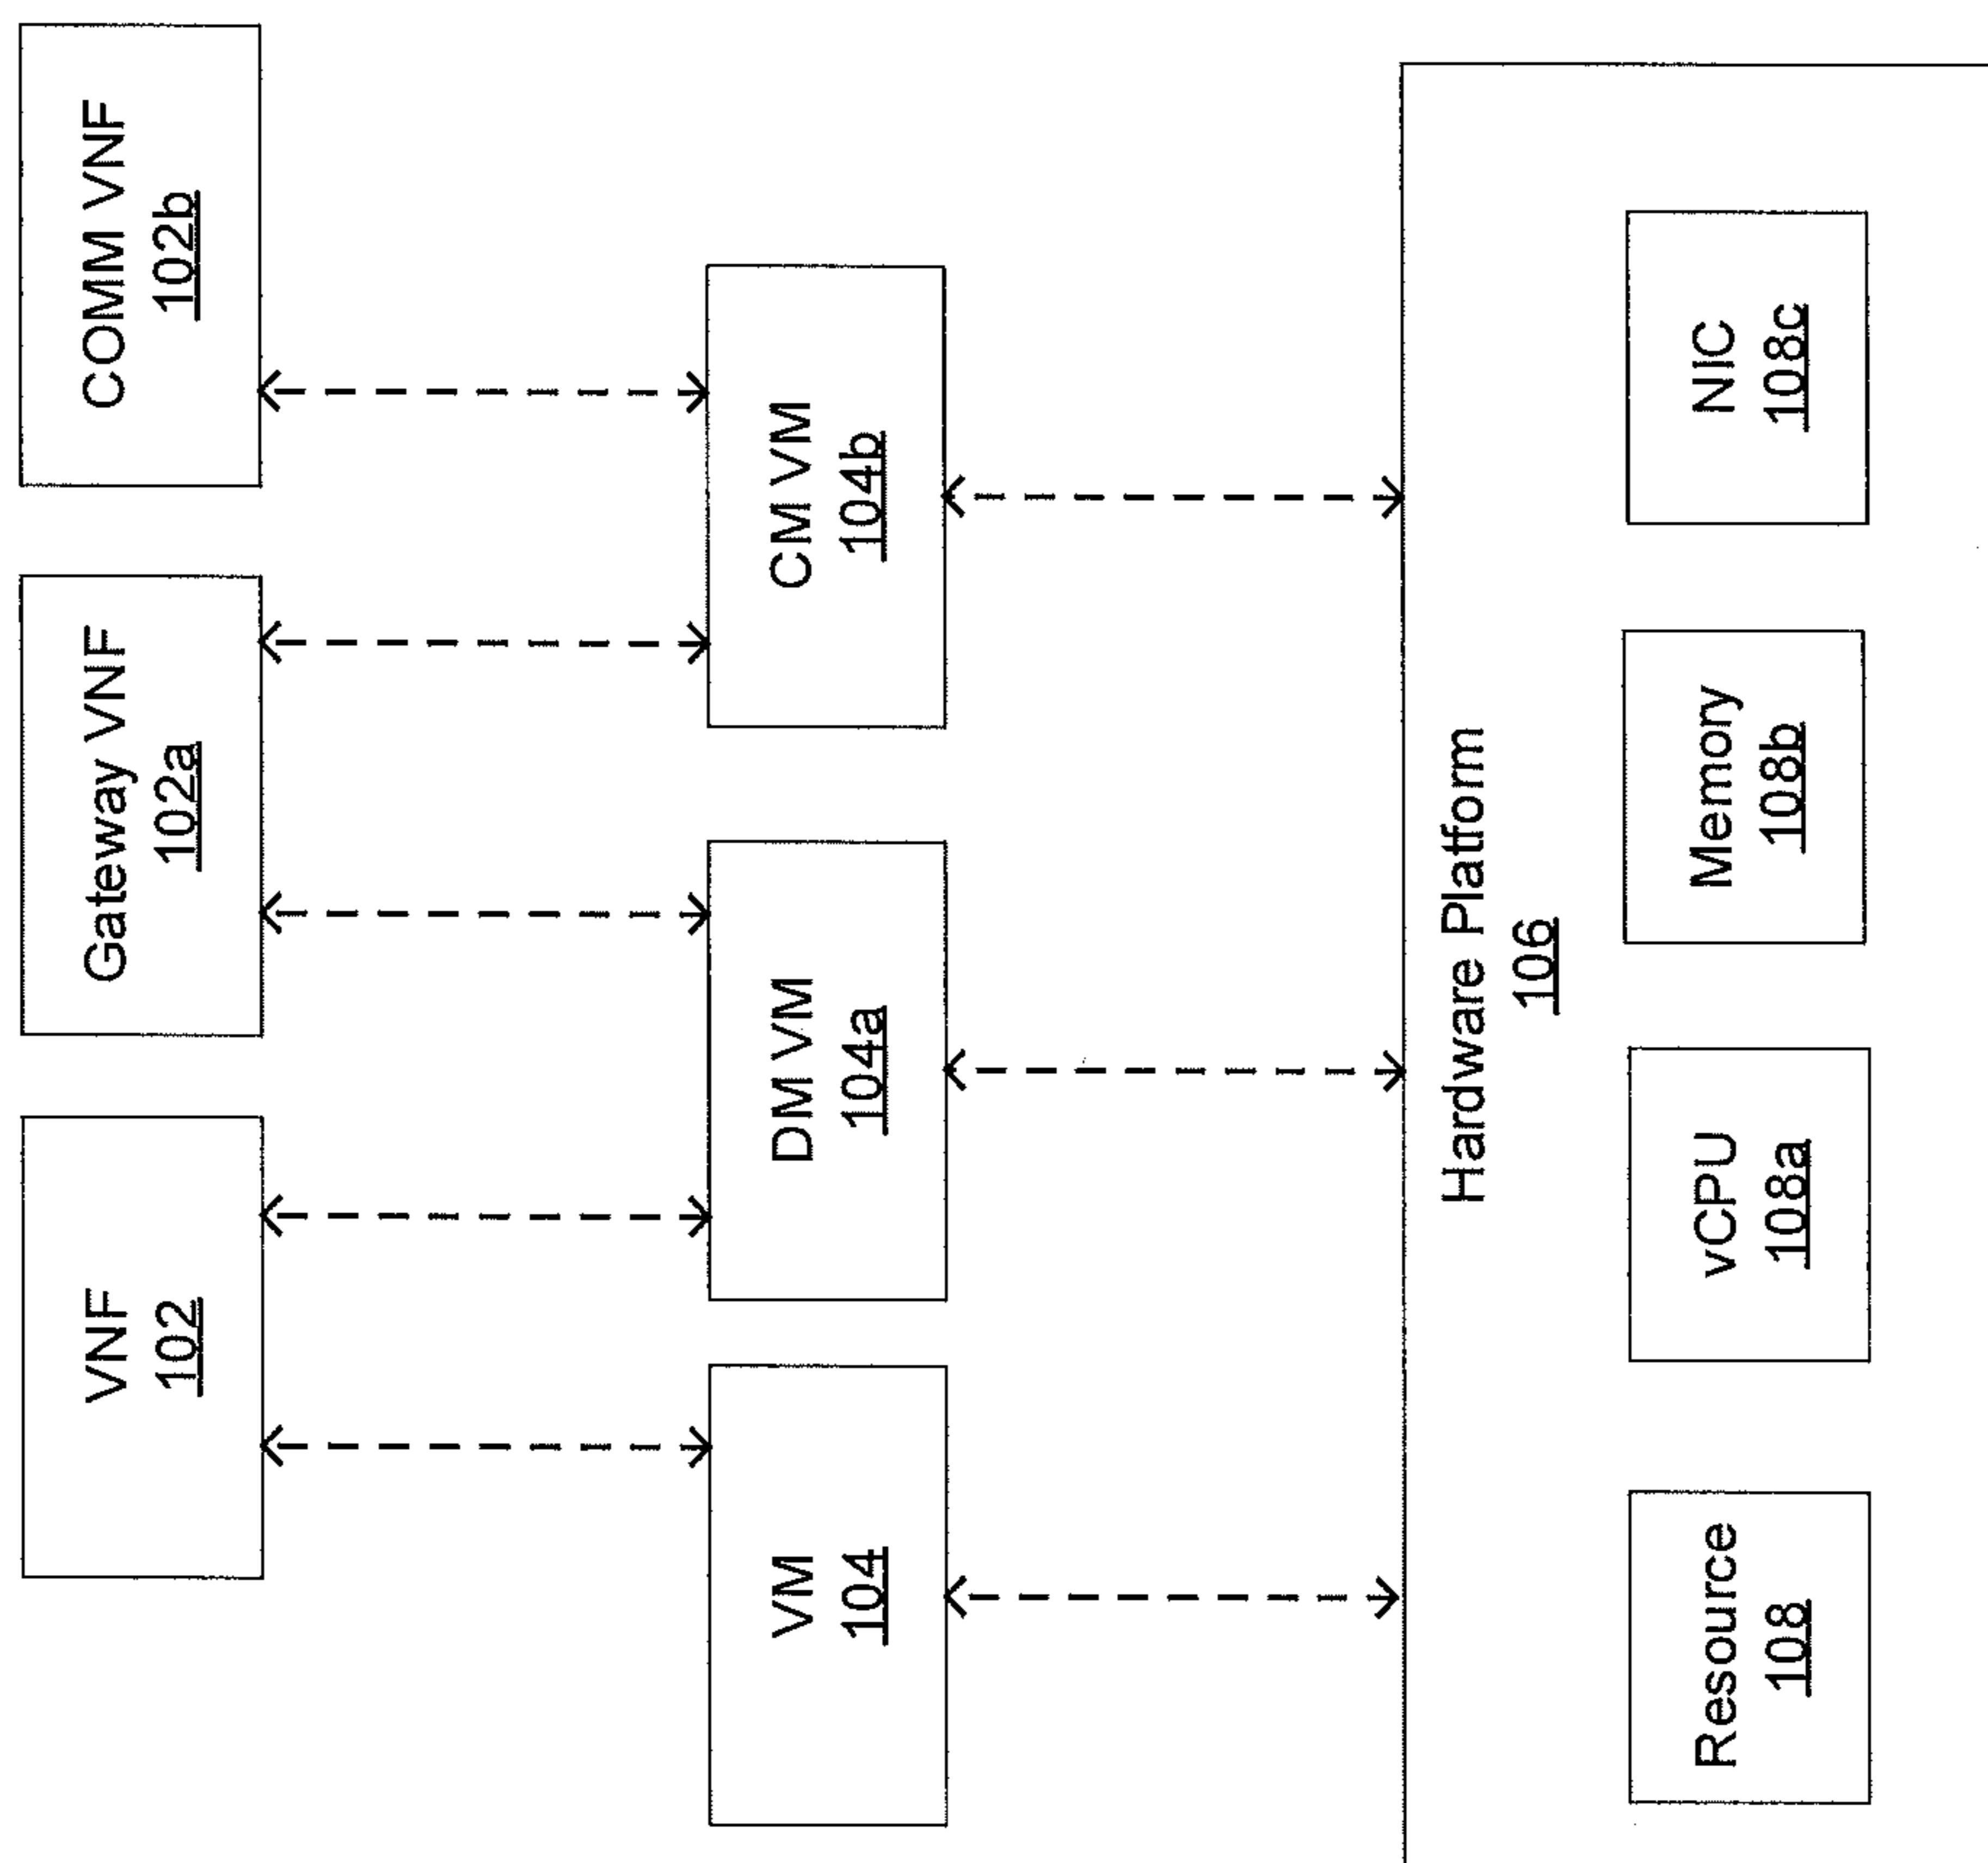 VNF
102
Gateway VNF
102a
COMM VNF
102b
VM
104
DM VM
104a
CM VM
104b
Hardware Platform
106
Resource
108
vCPU
108a
Memory
108b
NIC
108c